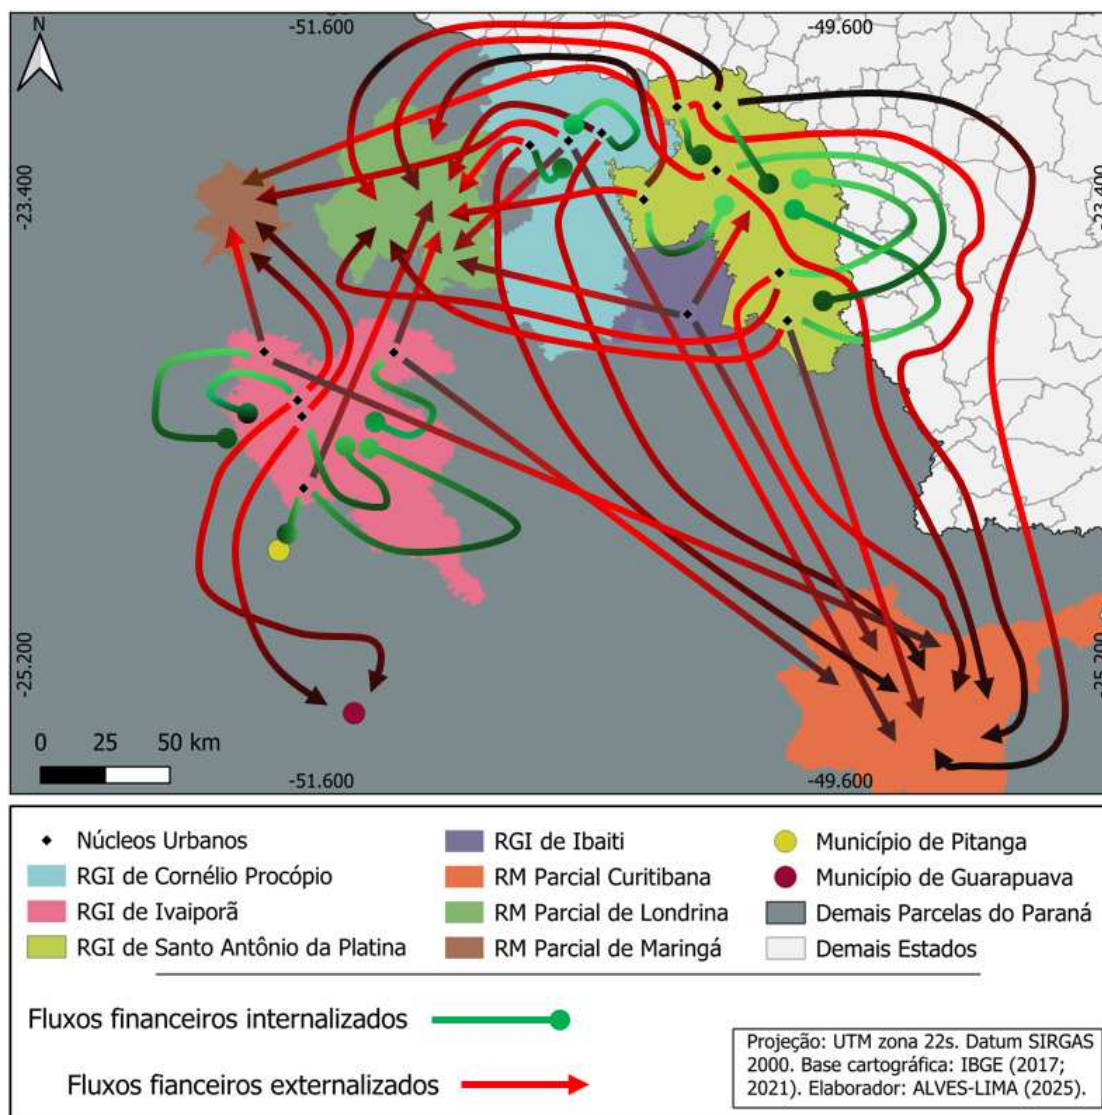 N
-51.600
-49.600
-23.400
-23.400
-25.200
-25.200
0 25 50 km
-51.600
-49.600
Núcleos Urbanos
RGI de Cornélio Procópio
RGI de Ivaiporã
RGI de Santo Antônio da Platina
RGI de Ibaiti
RM Parcial Curitibana
RM Parcial de Londrina
RM Parcial de Maringá
Município de Pitanga
Município de Guarapuava
Demais Parcelas do Paraná
Demais Estados
Fluxos financeiros internalizados
Fluxos fianceiros externalizados
Projeção: UTM zona 22s. Datum SIRGAS
2000. Base cartográfica: IBGE (2017;
2021). Elaborador: ALVES-LIMA (2025).